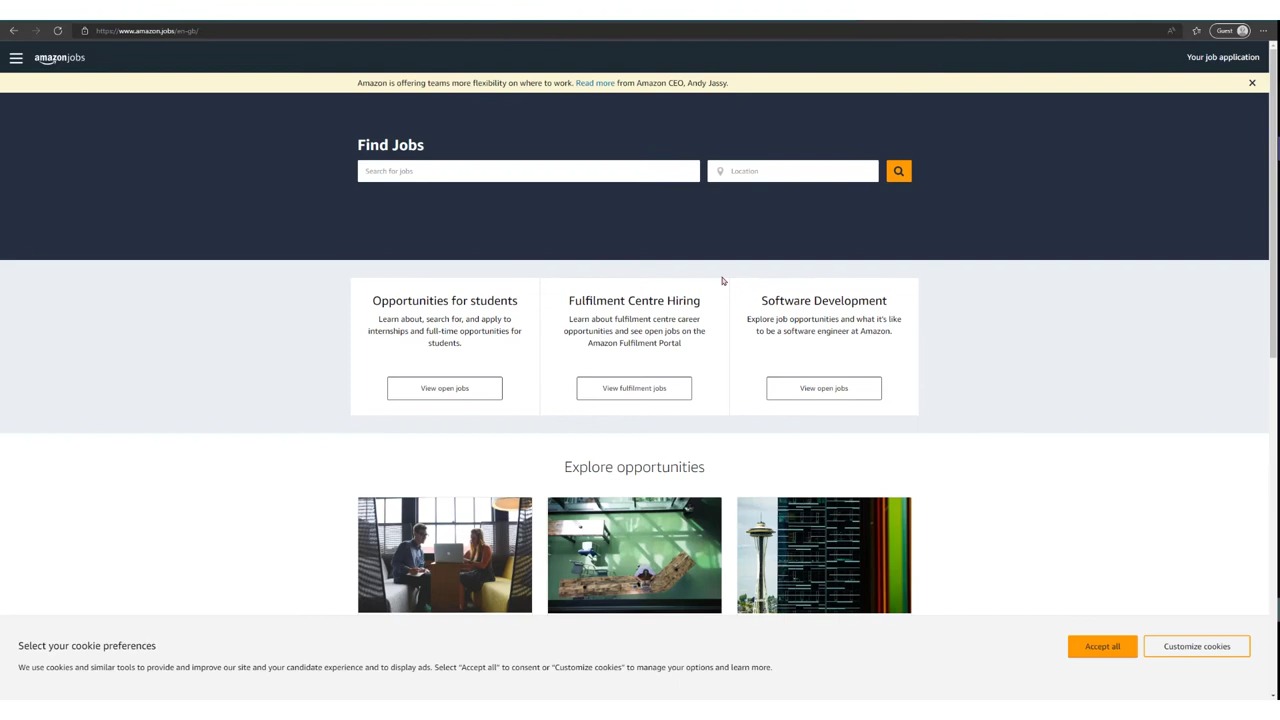 https://www.amazon.jobs/en-gb/
Guest
amazon jobs
Your job application
Amazon is offering teams more flexibility on where to work. Read more from Amazon CEO, Andy Jassy.
Find Jobs
Search for jobs
Location
Opportunities for students
Learn about, search for, and apply to
internships and full-time opportunities for
students.
View open jobs
Fulfilment Centre Hiring
Learn about fulfilment centre career
opportunities and see open jobs on the
Amazon Fulfilment Portal
View fulfilment jobs
Software Development
Explore job opportunities and what it's like
to be a software engineer at Amazon.
View open jobs
Explore opportunities
Select your cookie preferences
We use cookies and similar tools to provide and improve our site and your candidate experience and to display ads. Select "Accept all" to consent or "Customize cookies" to manage your options and learn more.
Accept all
Customize cookies